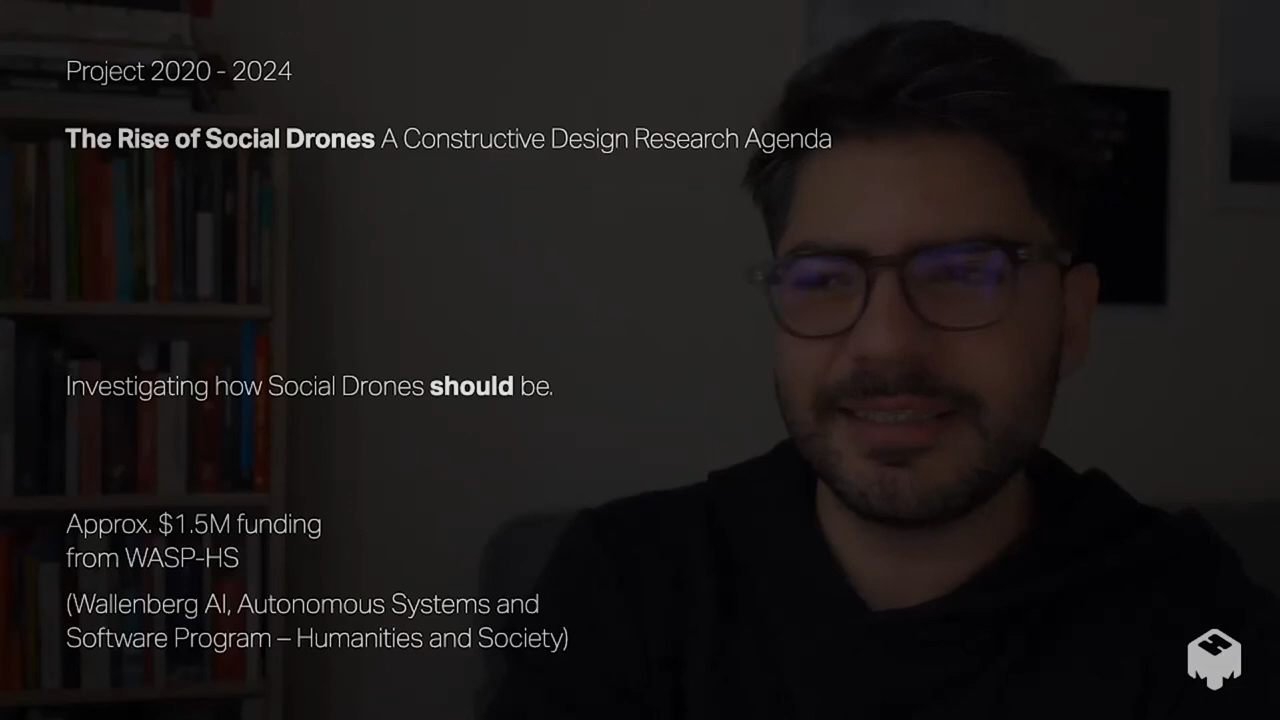 Project 2020 - 2024
The Rise of Social Drones A Constructive Design Research Agenda
Investigating how Social Drones should be.
Approx. $1.5M funding
from WASP-HS
(Wallenberg AI, Autonomous Systems and
Software Program – Humanities and Society)